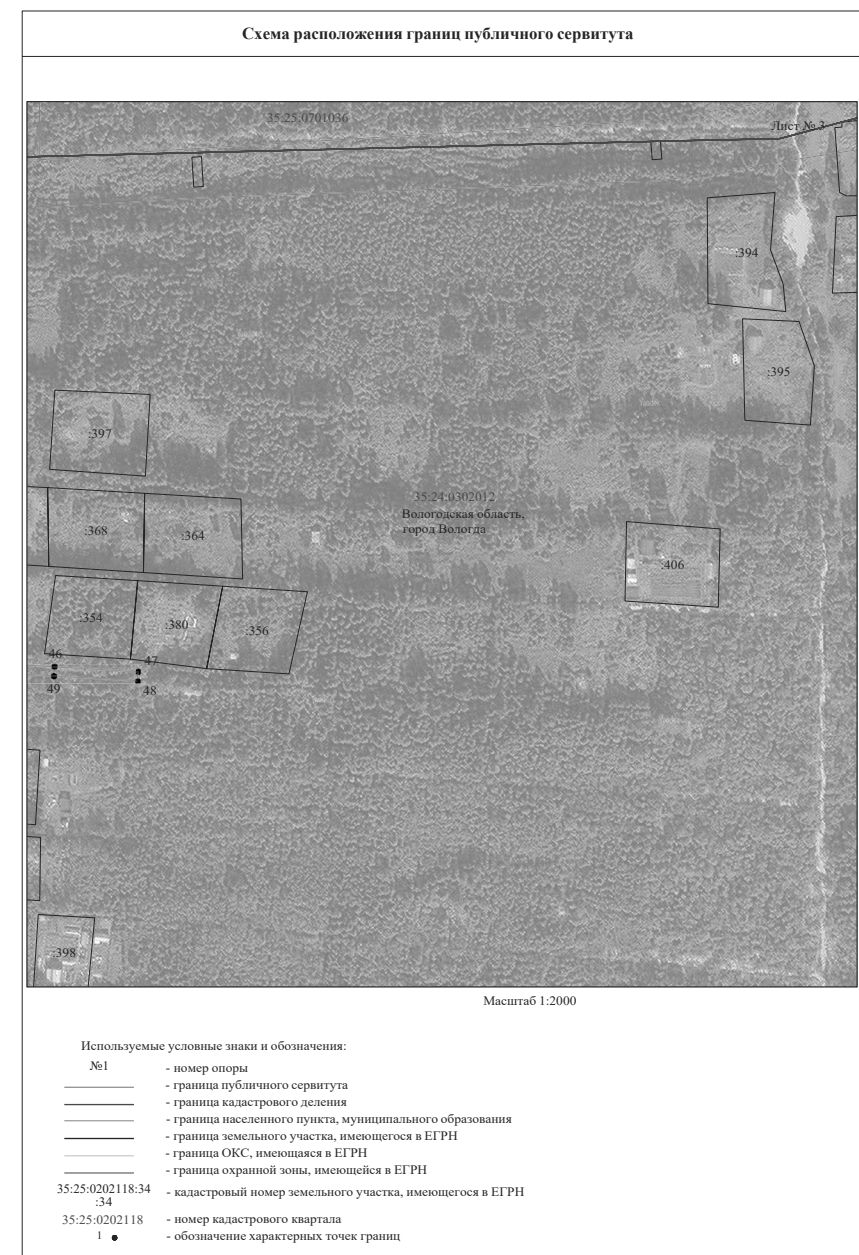 Схема расположения границ публичного сервитута
35:25:0701036
Лист № 3
:394
:395
:397
35:24:0302012
Вологодская область,
город Вологда
:368
:364
:406
:354
:380
:356
46
47
49
48
:398
Масштаб 1:2000
Используемые условные знаки и обозначения:
№1 - номер опоры
- граница публичного сервитута
- граница кадастрового деления
- граница населенного пункта, муниципального образования
- граница земельного участка, имеющегося в ЕГРН
- граница ОКС, имеющаяся в ЕГРН
- граница охранной зоны, имеющейся в ЕГРН
35:25:0202118:34
:34 - кадастровый номер земельного участка, имеющегося в ЕГРН
35:25:0202118 - номер кадастрового квартала
1 - обозначение характерных точек границ